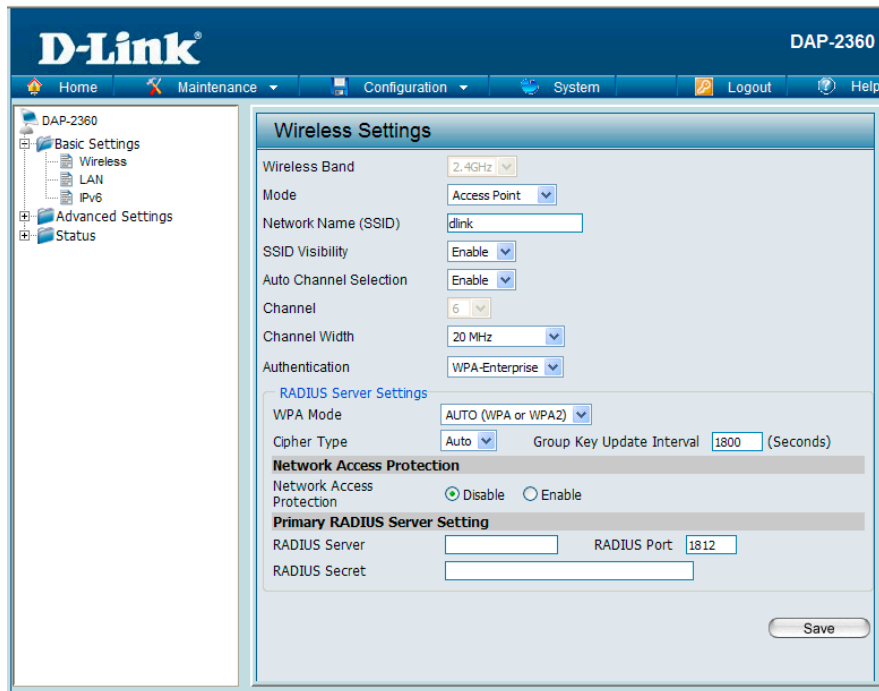 D-Link®
DAP-2360
Home Maintenance Configuration System Logout Help
DAP-2360
Basic Settings
Wireless
LAN
IPv6
Advanced Settings
Status
Wireless Settings
Wireless Band 2.4GHz
Mode Access Point
Network Name (SSID) dlink
SSID Visibility Enable
Auto Channel Selection Enable
Channel 6
Channel Width 20 MHz
Authentication WPA-Enterprise
RADIUS Server Settings
WPA Mode AUTO (WPA or WPA2)
Cipher Type Auto Group Key Update Interval 1800 (Seconds)
Network Access Protection
Network Access
Protection
Disable Enable
Primary RADIUS Server Setting
RADIUS Server RADIUS Port 1812
RADIUS Secret
Save